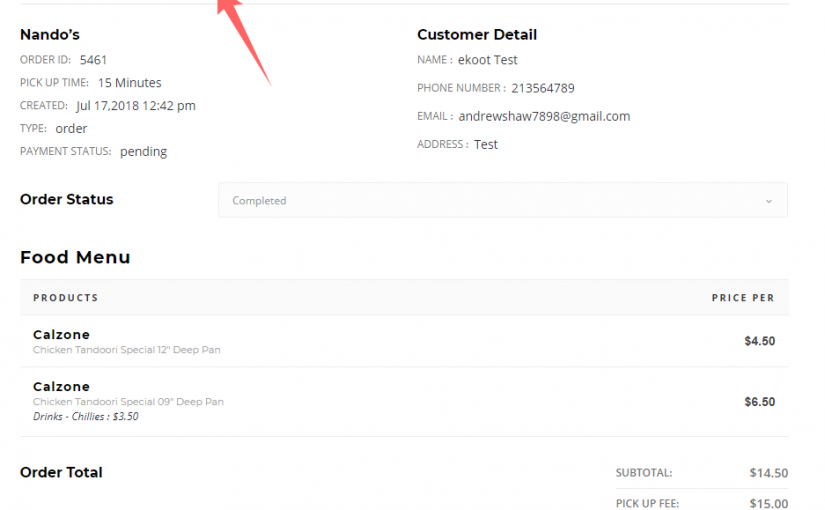 Nando's
ORDER ID: 5461
PICK UP TIME: 15 Minutes
CREATED: Jul 17,2018 12:42 pm
TYPE: order
PAYMENT STATUS: pending
Customer Detail
NAME : ekoot Test
PHONE NUMBER : 213564789
EMAIL : andrewshaw7898@gmail.com
ADDRESS : Test
Order Status
Completed
Food Menu
PRODUCTS PRICE PER
Calzone
Chicken Tandoori Special 12" Deep Pan
$4.50
Calzone
Chicken Tandoori Special 09" Deep Pan
Drinks - Chillies : $3.50
$6.50
Order Total
SUBTOTAL: $14.50
PICK UP FEE: $15.00